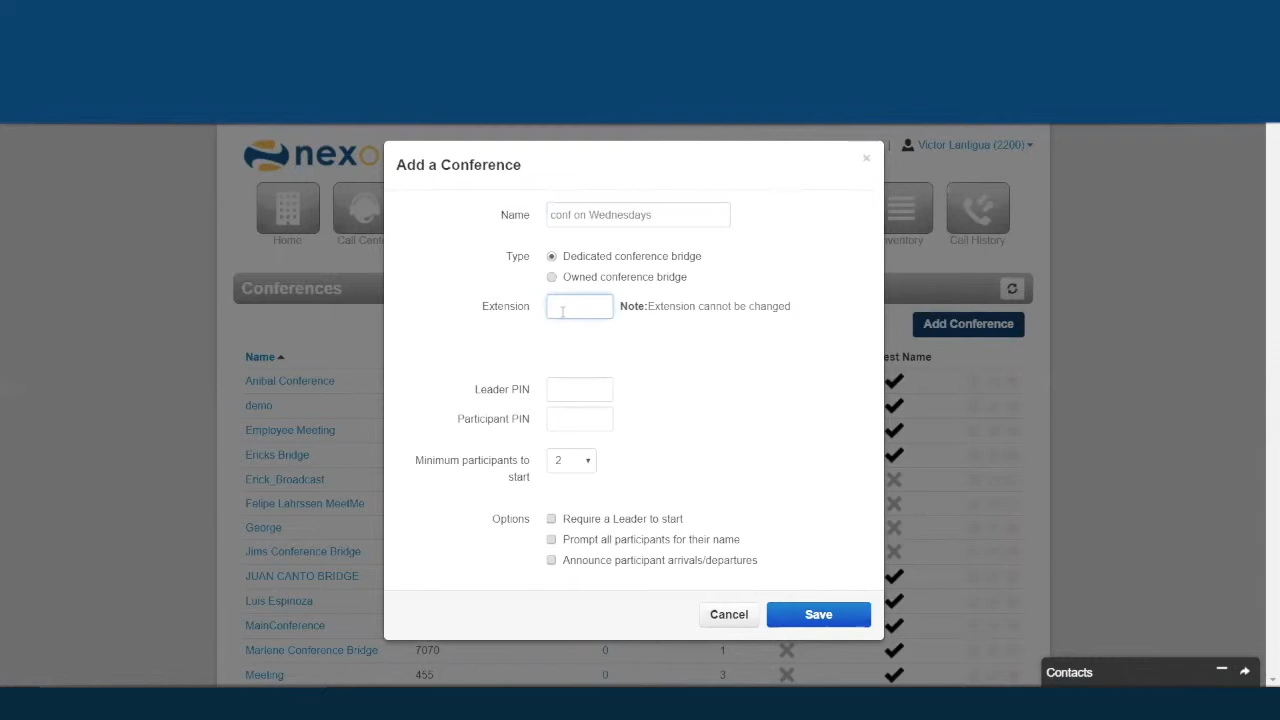 nexo
Victor Lantigua (2200)
Home
Call Cent
ventory
Call History
Conferences
Add Conference
Name
est Name
Anibal Conference
demo
Employee Meeting
Ericks Bridge
Erick_Broadcast
Felipe Lahrssen MeetMe
George
Jims Conference Bridge
JUAN CANTO BRIDGE
Luis Espinoza
MainConference
Marlene Conference Bridge 7070 0 1
Meeting 455 0 3
Add a Conference
×
Name conf on Wednesdays
Type Dedicated conference bridge
Owned conference bridge
Extension Note:Extension cannot be changed
Leader PIN
Participant PIN
Minimum participants to 2
start
Options Require a Leader to start
Prompt all participants for their name
Announce participant arrivals/departures
Cancel Save
Contacts